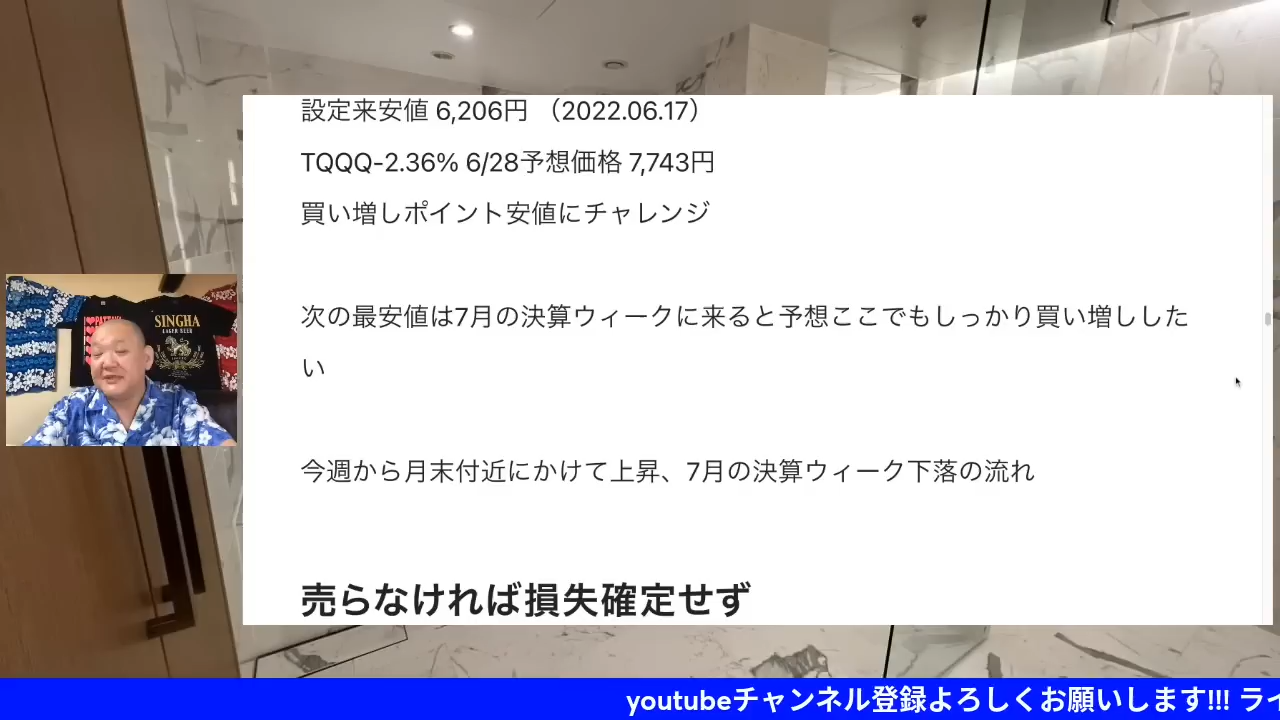 設定来安値 6,206円 （2022.06.17）
TQQQ-2.36% 6/28予想価格 7,743円
買い増しポイント安値にチャレンジ
次の最安値は7月の決算ウィークに来ると予想ここでもしっかり買い増しした
い
今週から月末付近にかけて上昇、7月の決算ウィーク下落の流れ
売らなければ損失確定せず
SINGHA
LAGER BEER
youtubeチャンネル登録よろしくお願いします!!! ライ